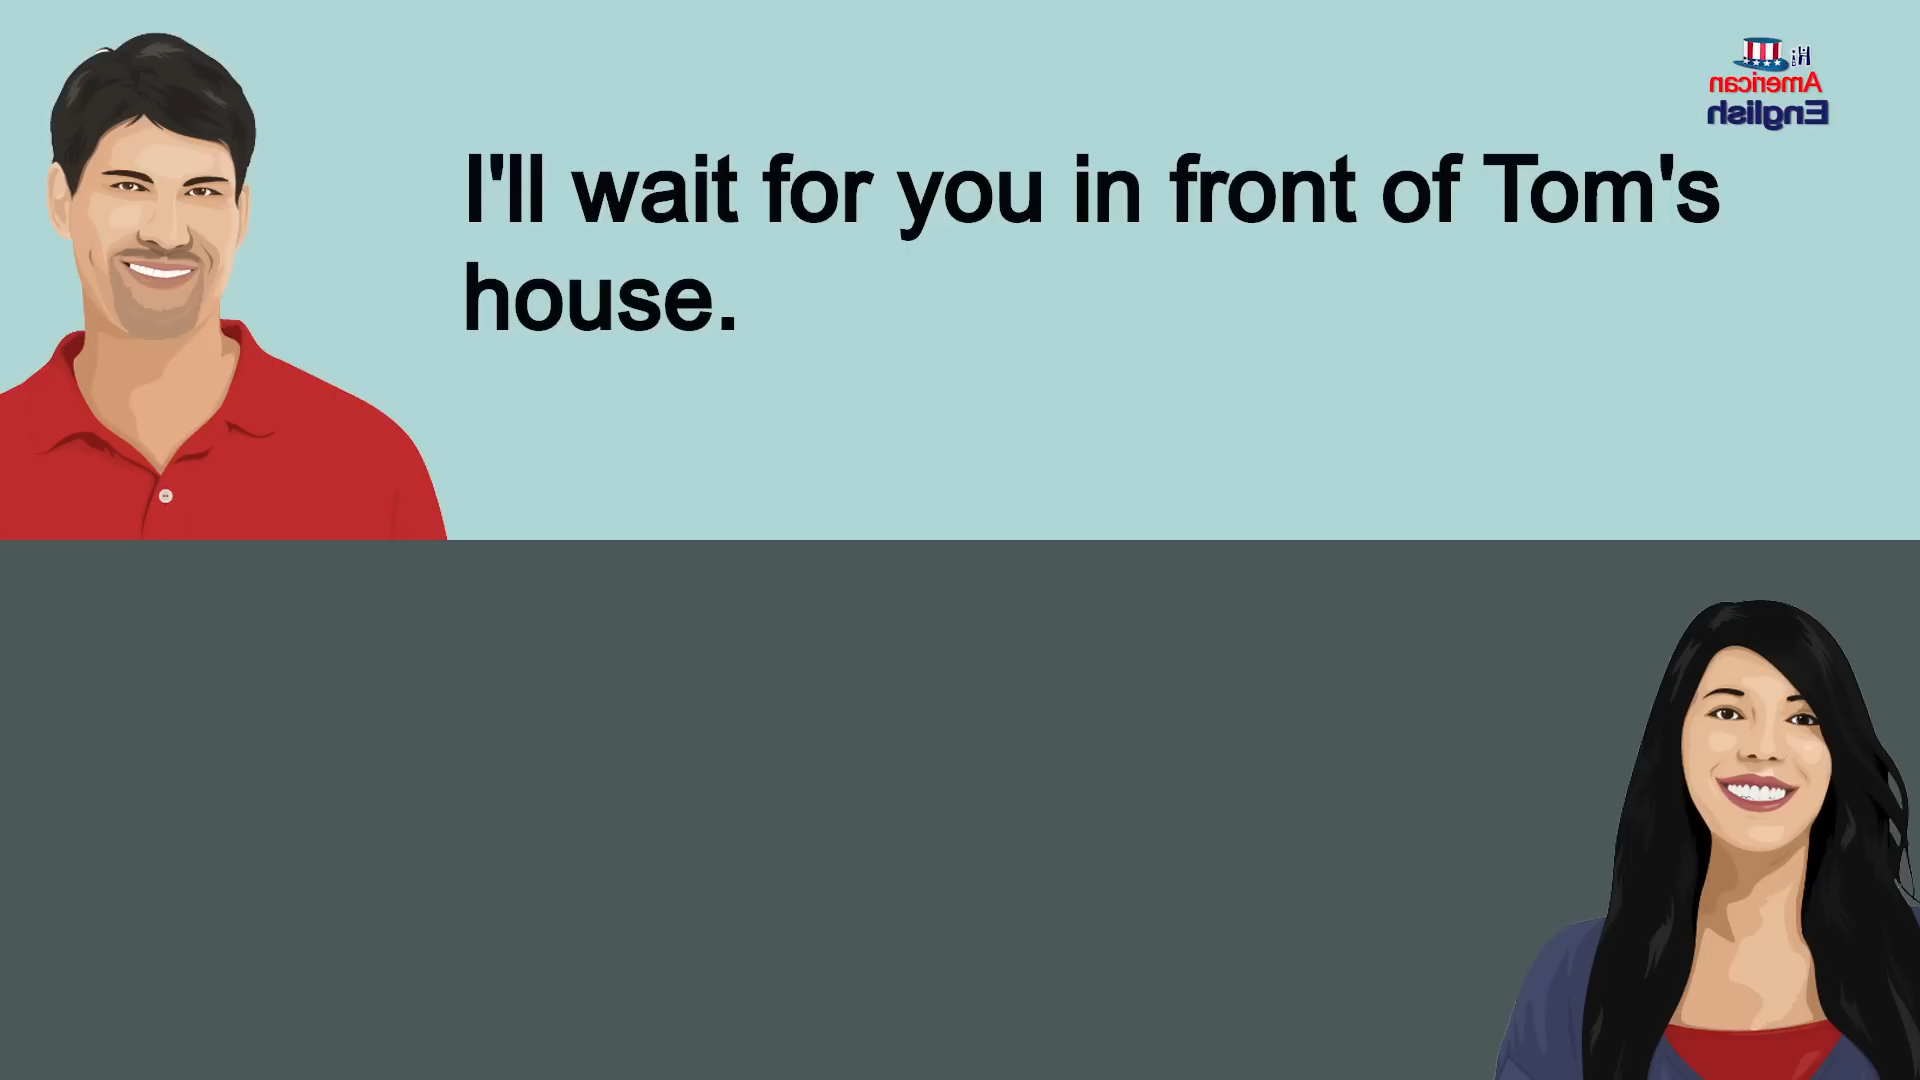 Hi
American
English
I'll wait for you in front of Tom's
house.